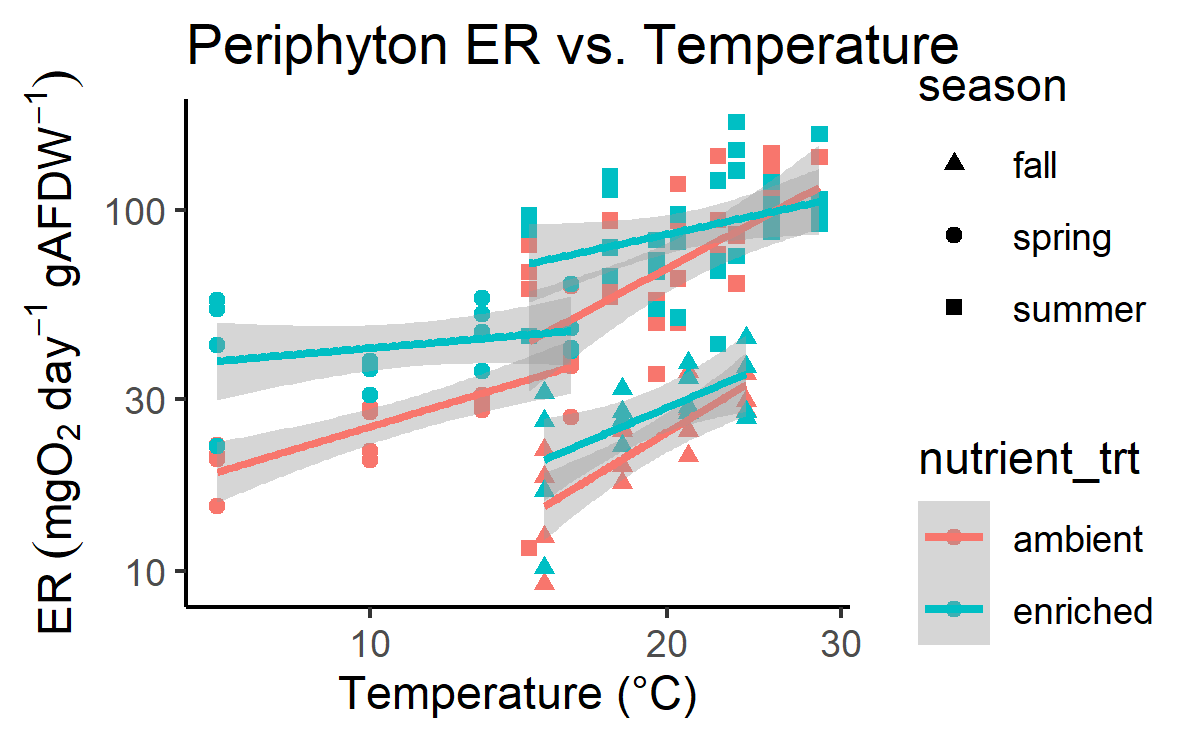 Periphyton ER vs. Temperature
ER (mgO₂ day⁻¹ gAFDW⁻¹)
100
30
10
10
20
30
Temperature (°C)
season
fall
spring
summer
nutrient_trt
ambient
enriched